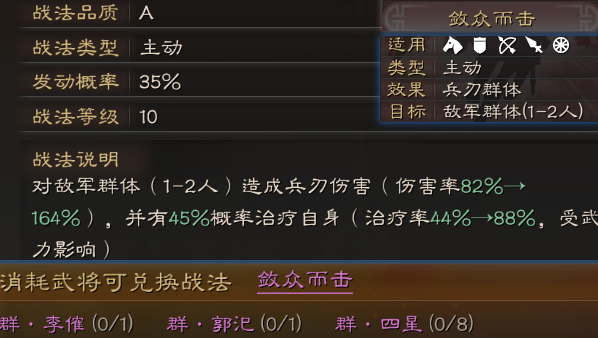 战法品质 A
战法类型 主动
发动概率 35%
战法等级 10
敛众而击
适用
类型 主动
效果 兵刃群体
目标 敌军群体(1-2人)
战法说明
对敌军群体（1-2人）造成兵刃伤害（伤害率82%→
164%），并有45%概率治疗自身（治疗率44%→88%，受武
力影响）
消耗武将可兑换战法 敛众而击
群·李傕 (0/1) 群·郭汜 (0/1) 群·四星 (0/8)